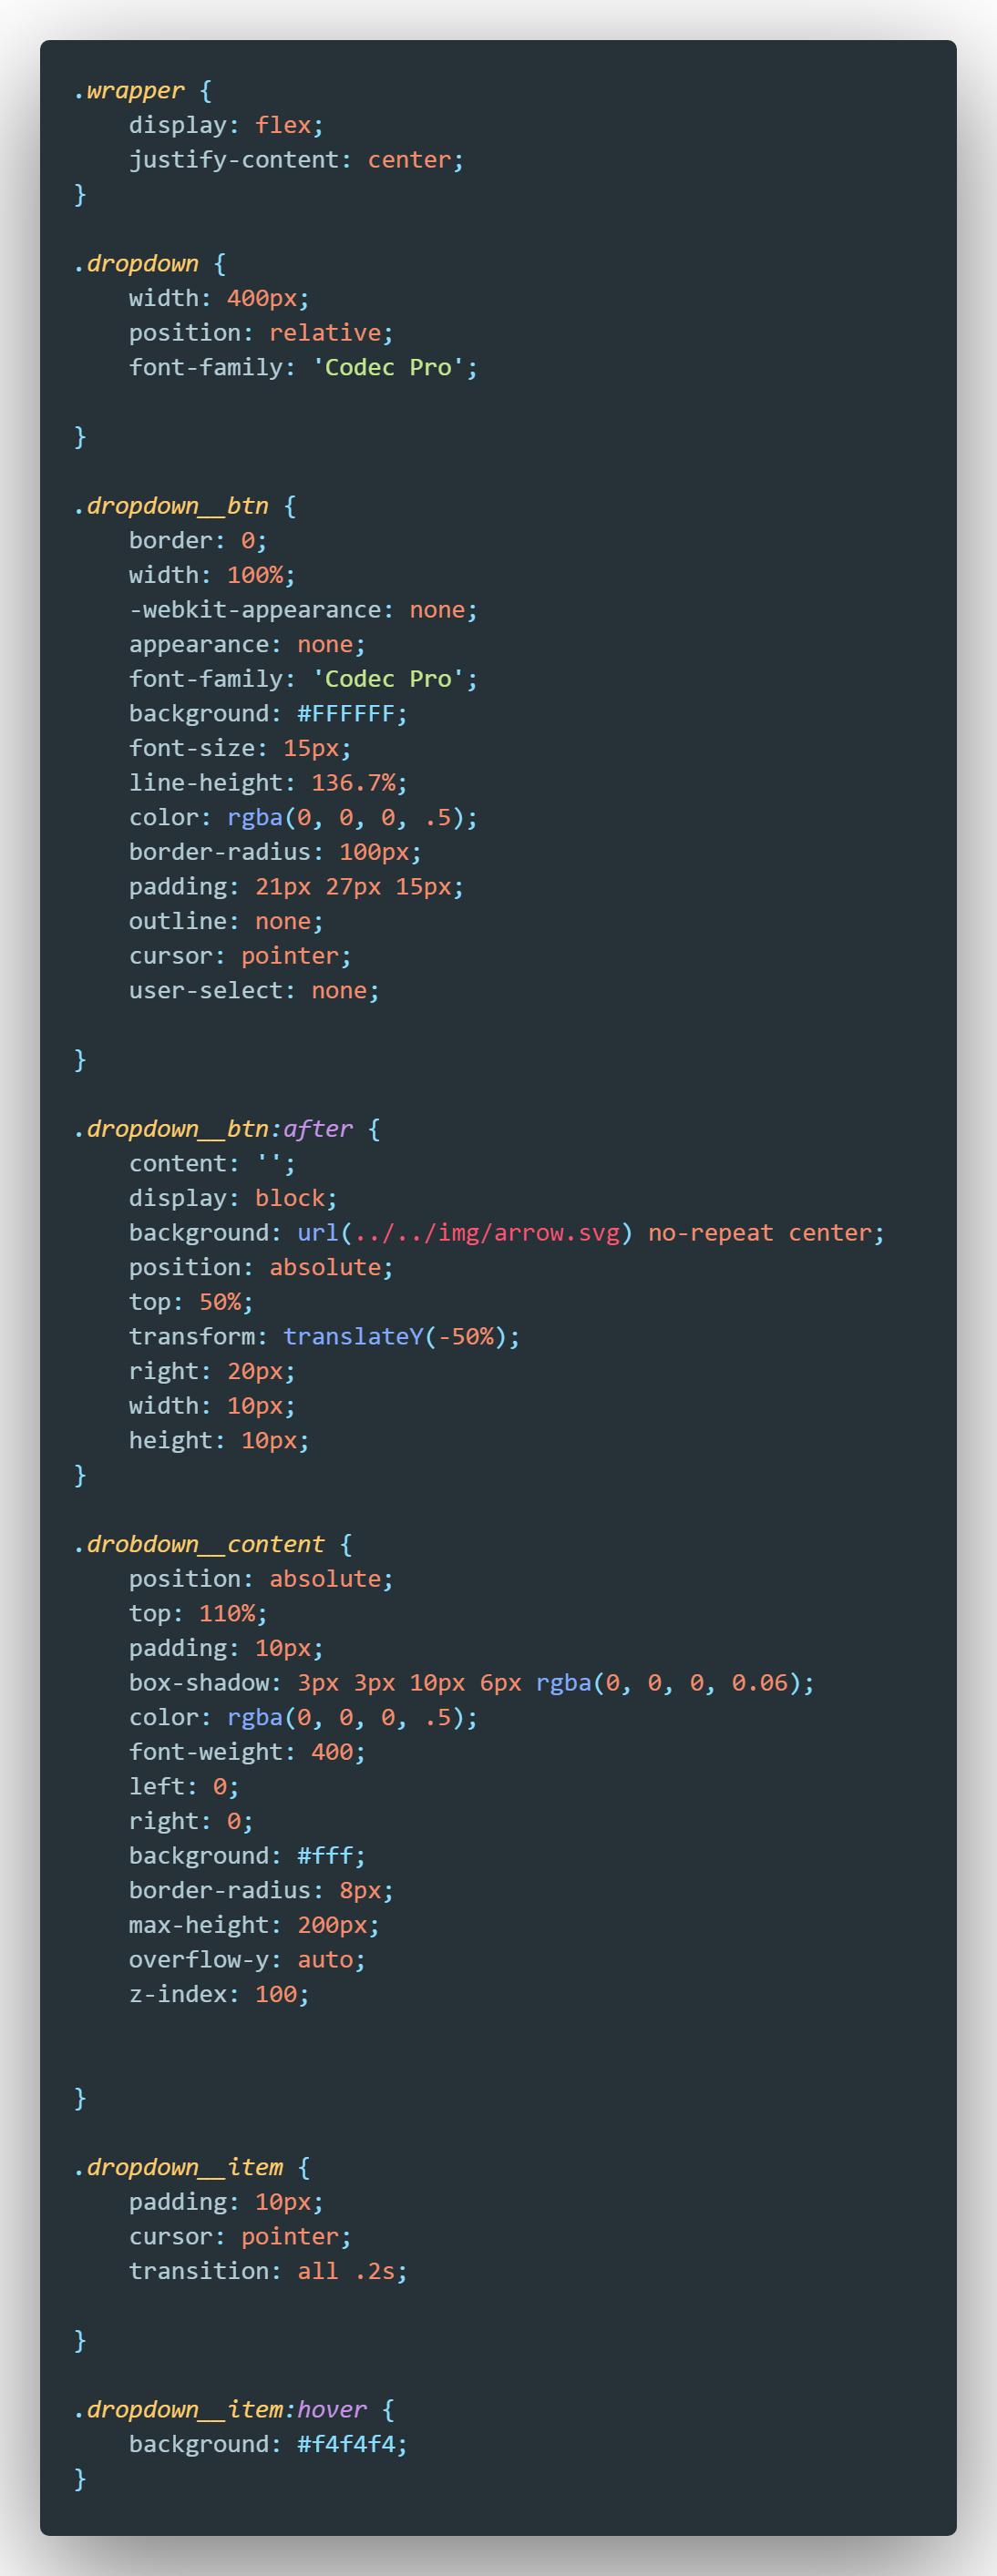 .wrapper {
    display: flex;
    justify-content: center;
}

.dropdown {
    width: 400px;
    position: relative;
    font-family: 'Codec Pro';

}

.dropdown__btn {
    border: 0;
    width: 100%;
    -webkit-appearance: none;
    appearance: none;
    font-family: 'Codec Pro';
    background: #FFFFFF;
    font-size: 15px;
    line-height: 136.7%;
    color: rgba(0, 0, 0, .5);
    border-radius: 100px;
    padding: 21px 27px 15px;
    outline: none;
    cursor: pointer;
    user-select: none;

}

.dropdown__btn:after {
    content: '';
    display: block;
    background: url(../../img/arrow.svg) no-repeat center;
    position: absolute;
    top: 50%;
    transform: translateY(-50%);
    right: 20px;
    width: 10px;
    height: 10px;
}

.drobdown__content {
    position: absolute;
    top: 110%;
    padding: 10px;
    box-shadow: 3px 3px 10px 6px rgba(0, 0, 0, 0.06);
    color: rgba(0, 0, 0, .5);
    font-weight: 400;
    left: 0;
    right: 0;
    background: #fff;
    border-radius: 8px;
    max-height: 200px;
    overflow-y: auto;
    z-index: 100;


}

.dropdown__item {
    padding: 10px;
    cursor: pointer;
    transition: all .2s;

}

.dropdown__item:hover {
    background: #f4f4f4;
}